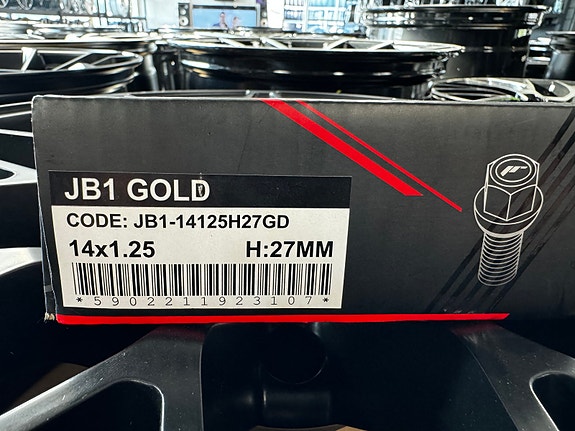 JB1 GOLD
CODE: JB1-14125H27GD
14x1.25 H:27MM
*5902211923107*